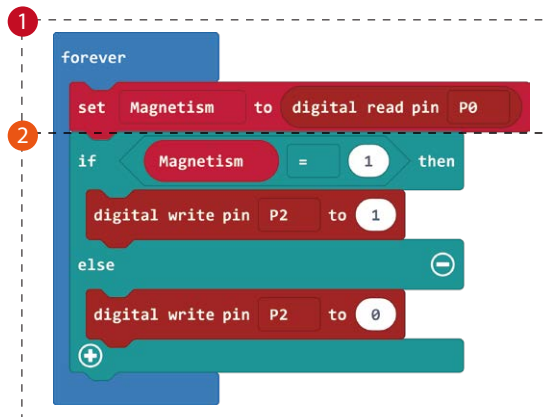 1
forever
set Magnetism to digital read pin P0
2
if Magnetism = 1 then
digital write pin P2 to 1
else
digital write pin P2 to 0